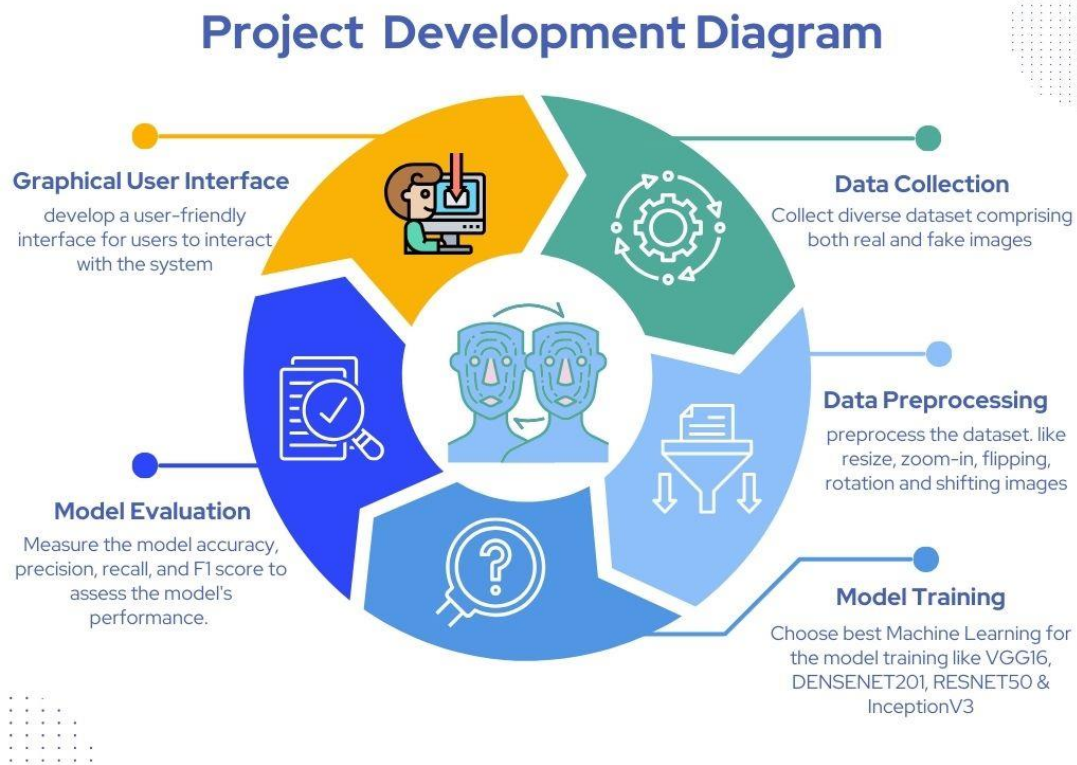 Project Development Diagram
Graphical User Interface
develop a user-friendly
interface for users to interact
with the system
Data Collection
Collect diverse dataset comprising
both real and fake images
Data Preprocessing
preprocess the dataset. like
resize, zoom-in, flipping,
rotation and shifting images
Model Evaluation
Measure the model accuracy,
precision, recall, and F1 score to
assess the model's
performance.
?
Model Training
Choose best Machine Learning for
the model training like VGG16,
DENSENET201, RESNET50 &
InceptionV3